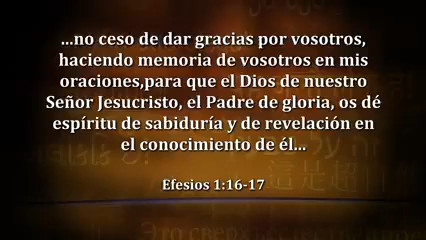 ...no ceso de dar gracias por vosotros,
haciendo memoria de vosotros en mis
oraciones,para que el Dios de nuestro
Señor Jesucristo, el Padre de gloria, os dé
espíritu de sabiduría y de revelación en
el conocimiento de él...
Efesios 1:16-17